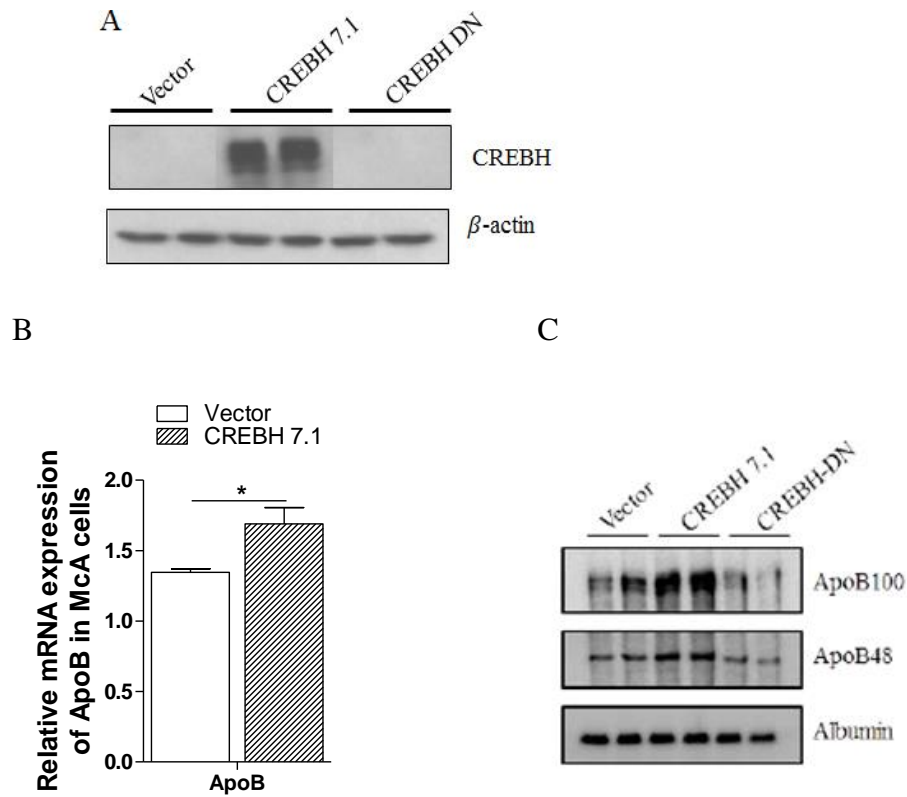 A
Vector
CREBH 7.1
CREBH DN
CREBH
β-actin
B
C
Vector
CREBH 7.1
Relative mRNA expression
of ApoB in McA cells
2.0
1.5
1.0
0.5
0.0
*
ApoB
Vector
CREBH 7.1
CREBH-DN
ApoB100
ApoB48
Albumin